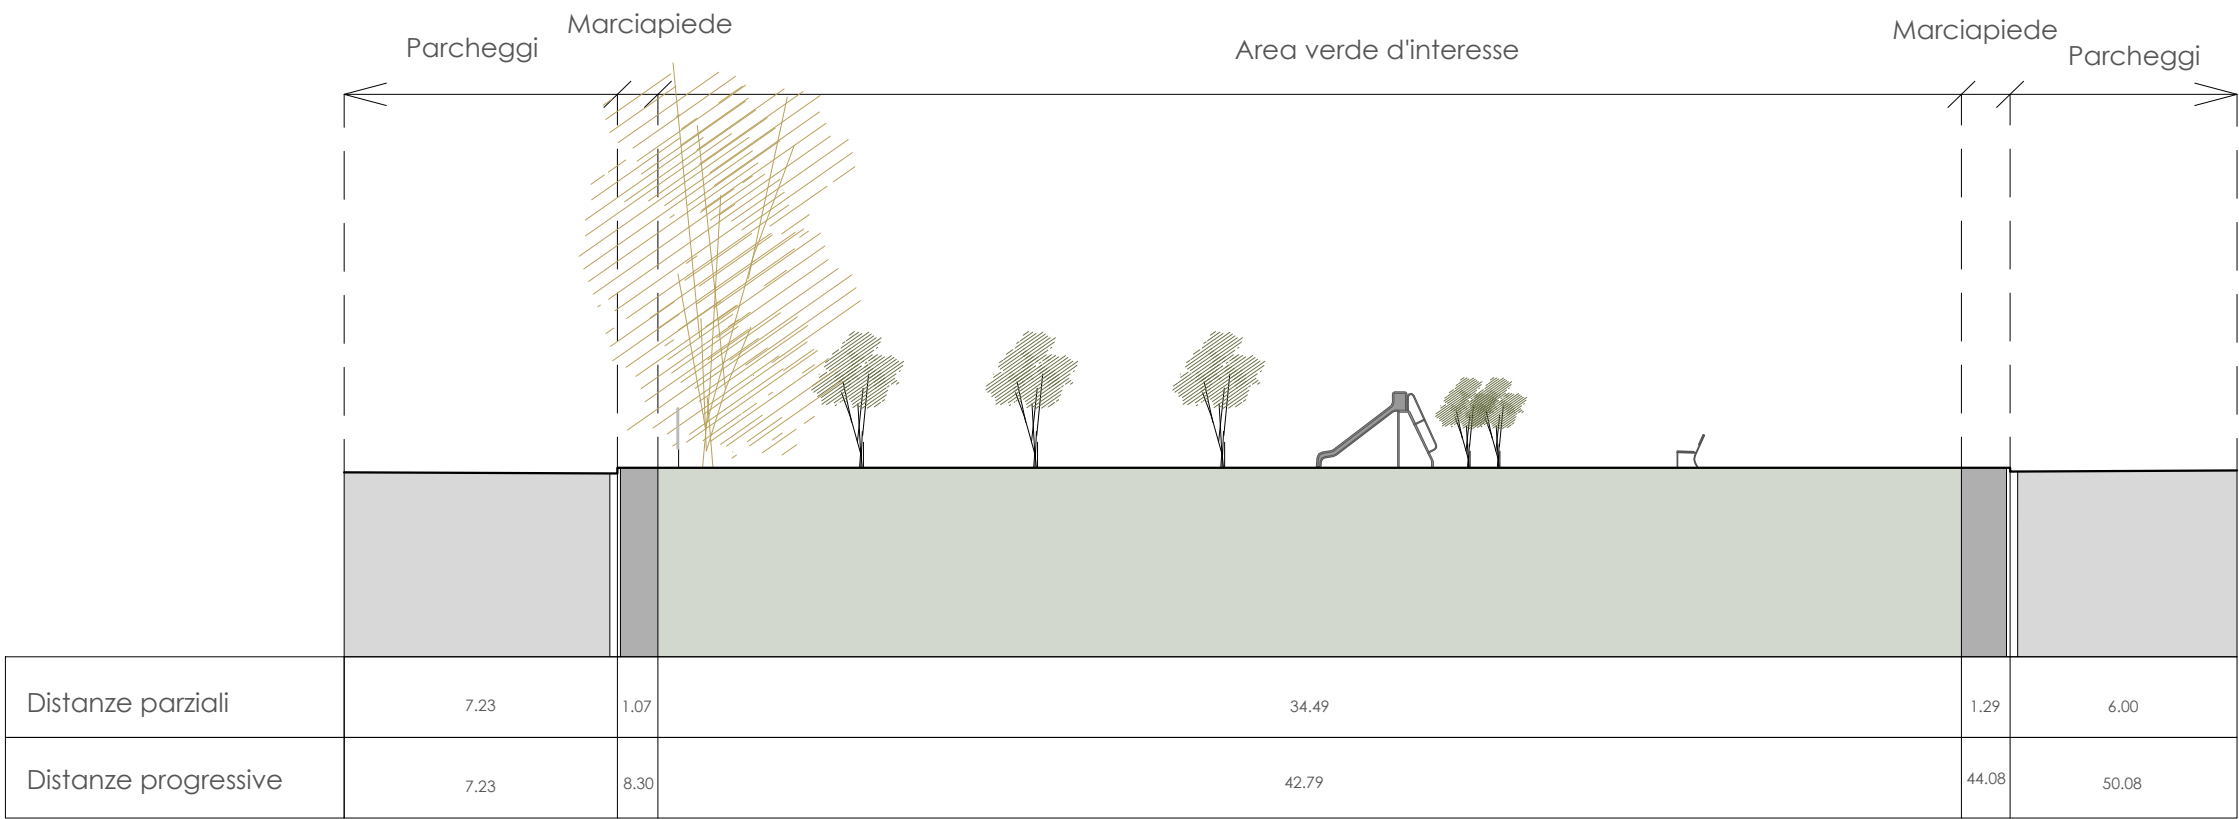 Parcheggi
Marciapiede
Area verde d'interesse
Marciapiede
Parcheggi
Distanze parziali 7.23 1.07 34.49 1.29 6.00
Distanze progressive 7.23 8.30 42.79 44.08 50.08